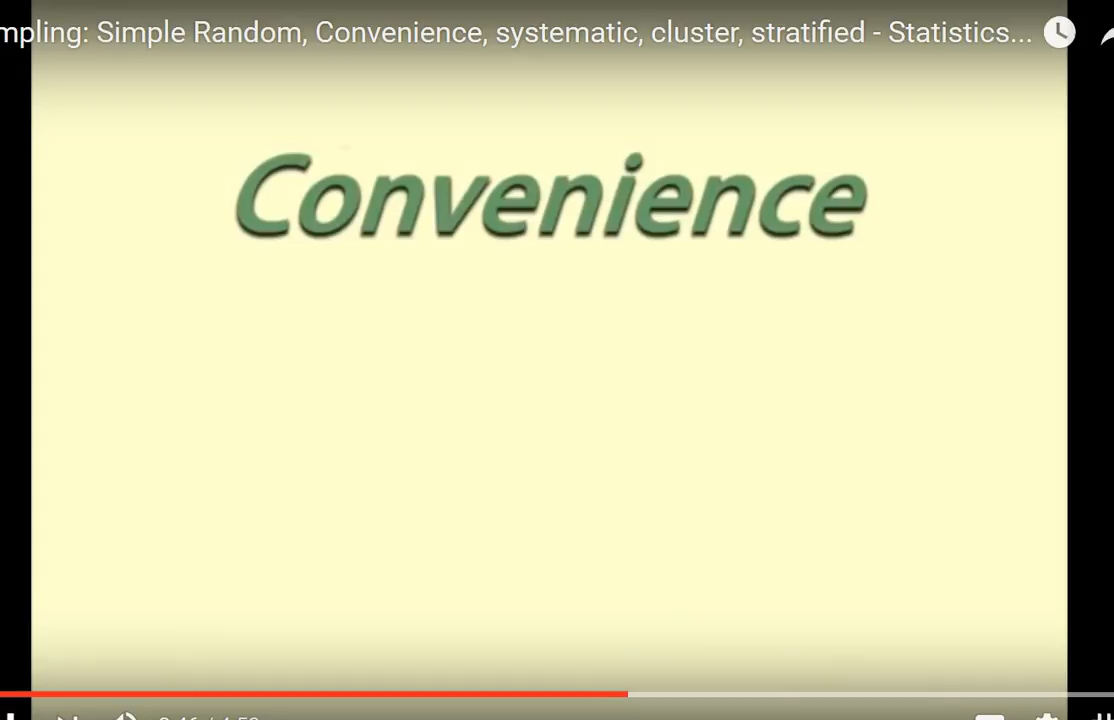 mpling: Simple Random, Convenience, systematic, cluster, stratified - Statistics...
Convenience